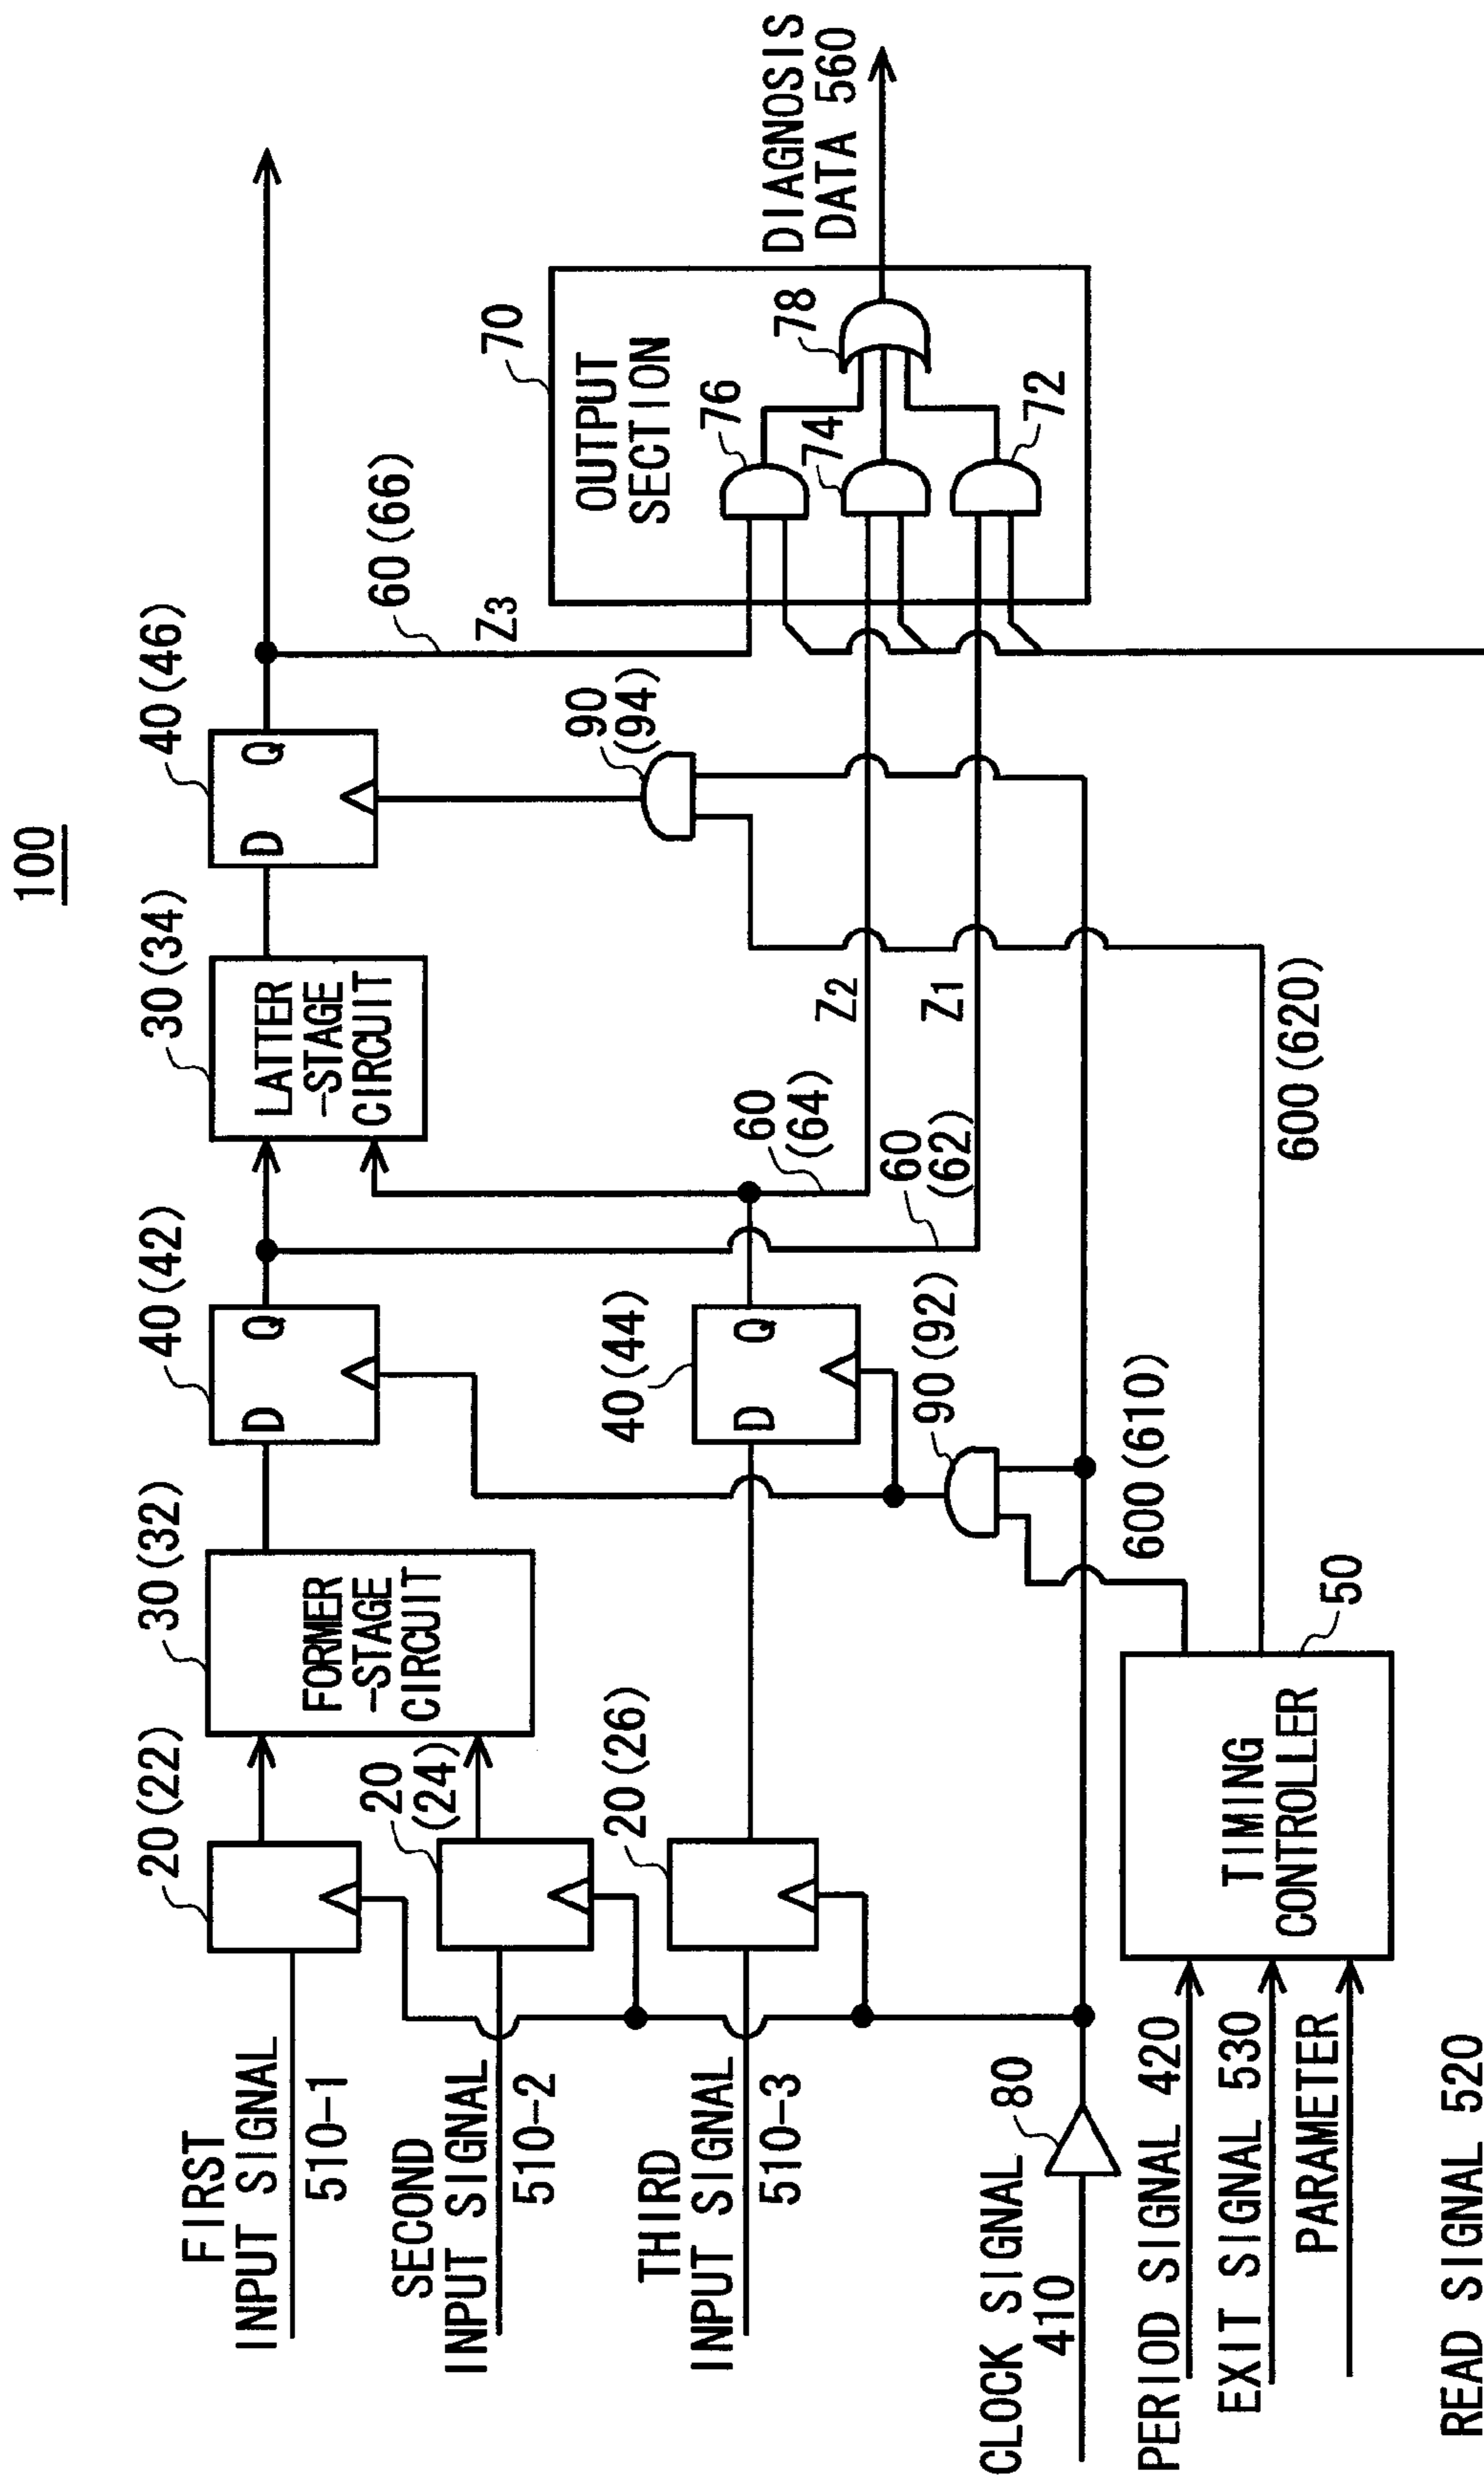 100
20(22)
30(32)
40(42)
30(34)
40(46)
60(66)
Z3
FIRST
INPUT SIGNAL
510-1
FORMER
-STAGE
CIRCUIT
D
Q
LATTER
-STAGE
CIRCUIT
D
Q
20
(24)
SECOND
INPUT SIGNAL
510-2
20(26)
40(44)
D
Q
60
(64)
90
(94)
70
OUTPUT
SECTION
76
74
78
72
DIAGNOSIS
DATA 560
THIRD
INPUT SIGNAL
510-3
90(92)
60
(62)
Z2
Z1
CLOCK SIGNAL
410
80
600(610)
600(620)
PERIOD SIGNAL 420
EXIT SIGNAL 530
PARAMETER
TIMING
CONTROLLER
50
READ SIGNAL 520